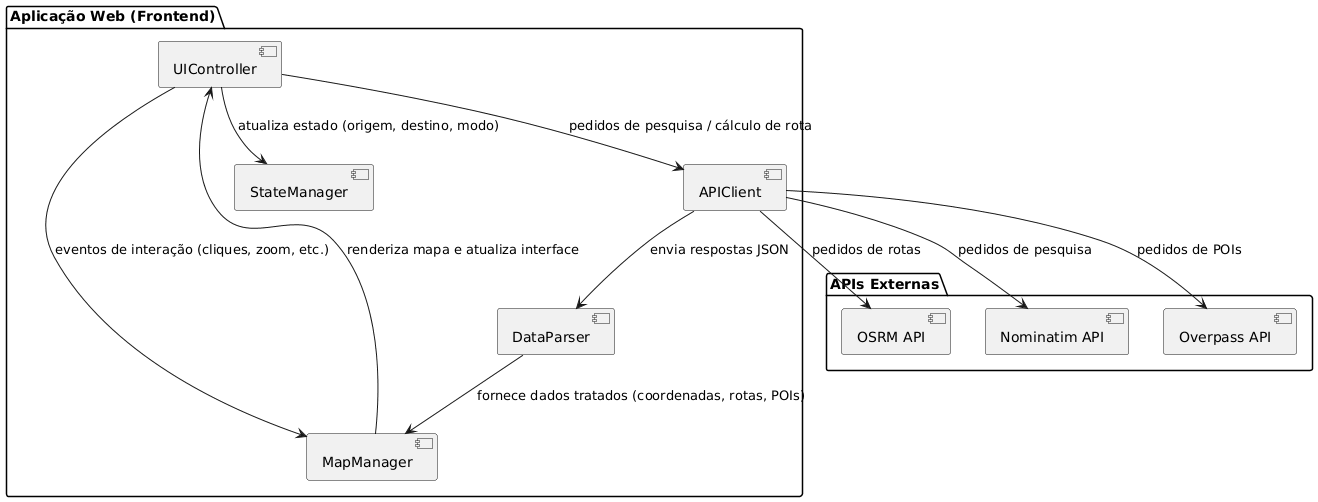 Aplicação Web (Frontend)
UIController
atualiza estado (origem, destino, modo)
pedidos de pesquisa / cálculo de rota
StateManager
APIClient
eventos de interação (cliques, zoom, etc.)
renderiza mapa e atualiza interface
envia respostas JSON
pedidos de rotas
pedidos de pesquisa
pedidos de POIs
APIs Externas
DataParser
OSRM API
Nominatim API
Overpass API
fornece dados tratados (coordenadas, rotas, POIs)
MapManager